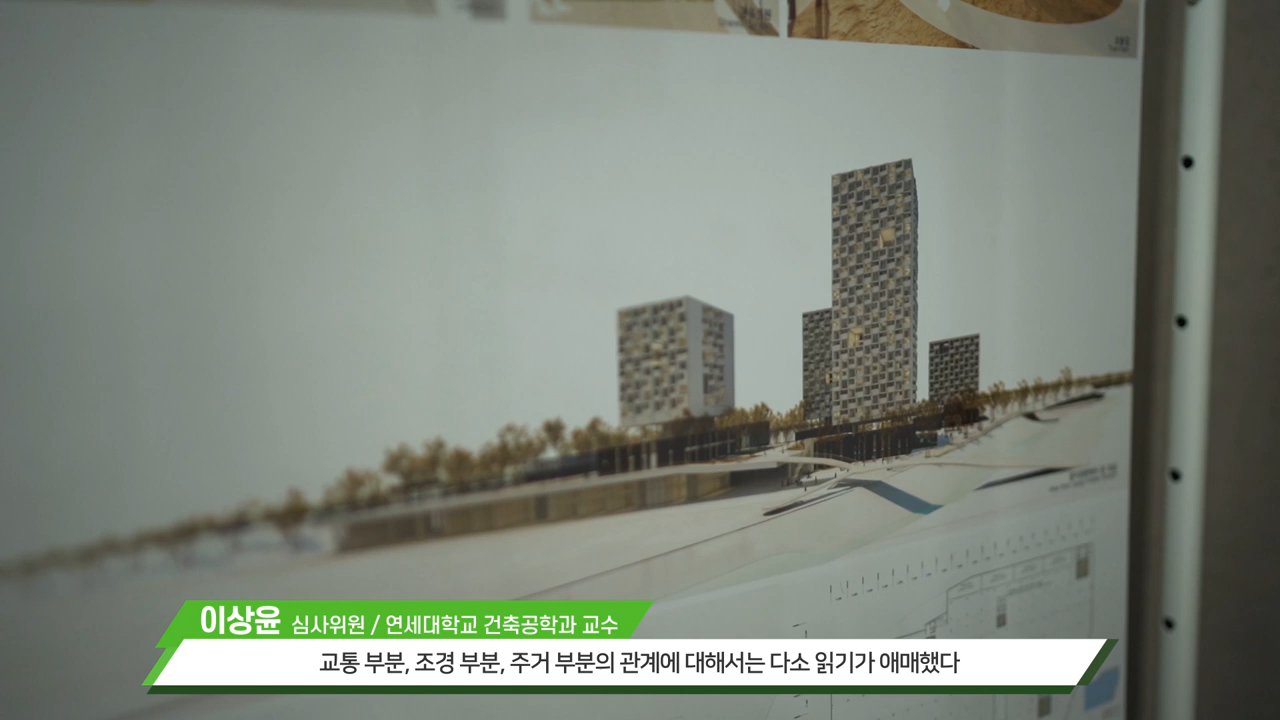 이상윤 심사위원 / 연세대학교 건축공학과 교수
교통 부분, 조경 부분, 주거 부분의 관계에 대해서는 다소 읽기가 애매했다